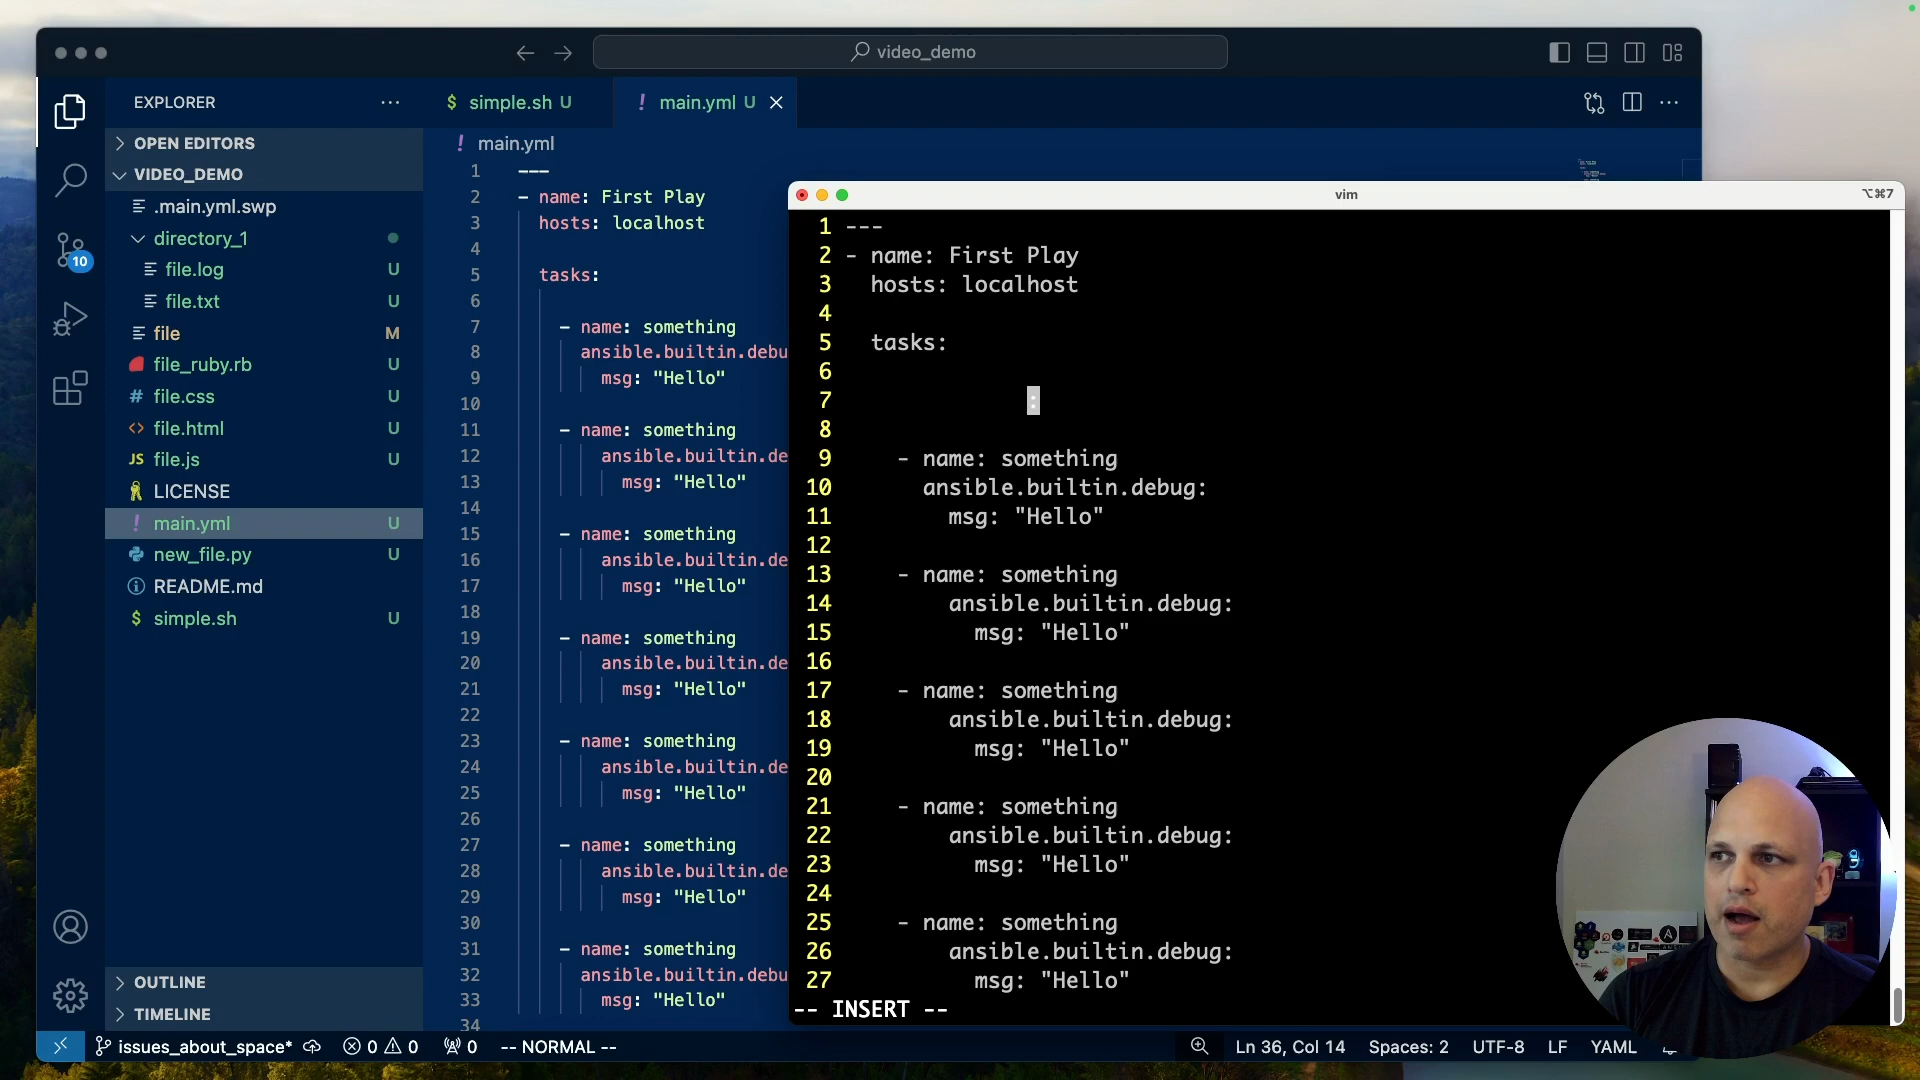 video_demo
EXPLORER
OPEN EDITORS
VIDEO_DEMO
.main.yml.swp
directory_1
file.log U
file.txt U
file M
file_ruby.rb U
# file.css U
<> file.html U
JS file.js U
LICENSE
! main.yml U
new_file.py U
README.md
$ simple.sh U
OUTLINE
TIMELINE
10
$ simple.sh U
! main.yml U
! main.yml
1 ---
2 - name: First Play
3 hosts: localhost
4
5 tasks:
6
7 - name: something
8 ansible.builtin.debu
9 msg: "Hello"
10
11 - name: something
12 ansible.builtin.de
13 msg: "Hello"
14
15 - name: something
16 ansible.builtin.de
17 msg: "Hello"
18
19 - name: something
20 ansible.builtin.de
21 msg: "Hello"
22
23 - name: something
24 ansible.builtin.de
25 msg: "Hello"
26
27 - name: something
28 ansible.builtin.de
29 msg: "Hello"
30
31 - name: something
32 ansible.builtin.debu
33 msg: "Hello"
34
vim
⌥⌘7
1 ---
2 - name: First Play
3 hosts: localhost
4
5 tasks:
6
7 :
8
9 - name: something
10 ansible.builtin.debug:
11 msg: "Hello"
12
13 - name: something
14 ansible.builtin.debug:
15 msg: "Hello"
16
17 - name: something
18 ansible.builtin.debug:
19 msg: "Hello"
20
21 - name: something
22 ansible.builtin.debug:
23 msg: "Hello"
24
25 - name: something
26 ansible.builtin.debug:
27 msg: "Hello"
-- INSERT --
issues_about_space* 0 0 0 -- NORMAL -- Ln 36, Col 14 Spaces: 2 UTF-8 LF YAML